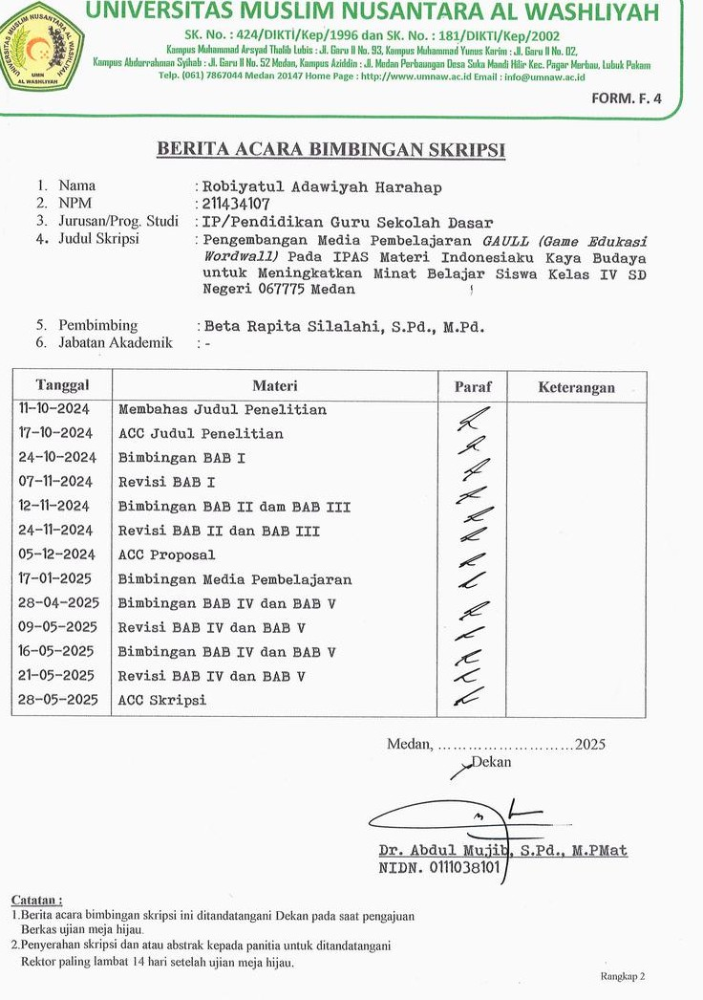 UNIVERSITAS MUSLIM NUSANTARA AL WASHLIYAH
SK. No. : 424/DIKTI/Kep/1996 dan SK. No. : 181/DIKTI/Kep/2002
Kampus Muhammad Arsyad Thalib Lubis : Jl. Garu II No. 93, Kampus Muhammad Yunus Karim : Jl. Garu II No. 02,
Kampus Abdurrahman Syihab : Jl. Garu II No. 52 Medan, Kampus Aziddin : Jl. Medan Perbaungan Desa Suka Mandi Hilir Kec. Pagar Merbau, Lubuk Pakam
Telp. (061) 7867044 Medan 20147 Home Page : http://www.umnaw.ac.id Email : info@umnaw.ac.id
UNIVERSITAS MUSLIM NUSANTARA AL WASHLIYAH
UMN
AL WASHLIYAH
FORM. F. 4
BERITA ACARA BIMBINGAN SKRIPSI
1. Nama : Robiyatul Adawiyah Harahap
2. NPM : 211434107
3. Jurusan/Prog. Studi : IP/Pendidikan Guru Sekolah Dasar
4. Judul Skripsi : Pengembangan Media Pembelajaran GAULL (Game Edukasi
Wordwall) Pada IPAS Materi Indonesiaku Kaya Budaya
untuk Meningkatkan Minat Belajar Siswa Kelas IV SD
Negeri 067775 Medan
5. Pembimbing : Beta Rapita Silalahi, S.Pd., M.Pd.
6. Jabatan Akademik : -
Tanggal Materi Paraf Keterangan
11-10-2024 Membahas Judul Penelitian
17-10-2024 ACC Judul Penelitian
24-10-2024 Bimbingan BAB I
07-11-2024 Revisi BAB I
12-11-2024 Bimbingan BAB II dam BAB III
24-11-2024 Revisi BAB II dan BAB III
05-12-2024 ACC Proposal
17-01-2025 Bimbingan Media Pembelajaran
28-04-2025 Bimbingan BAB IV dan BAB V
09-05-2025 Revisi BAB IV dan BAB V
16-05-2025 Bimbingan BAB IV dan BAB V
21-05-2025 Revisi BAB IV dan BAB V
28-05-2025 ACC Skripsi
Medan, ..........................2025
Dekan
Dr. Abdul Mujib, S.Pd., M.PMat
NIDN. 0111038101
Catatan :
1.Berita acara bimbingan skripsi ini ditandatangani Dekan pada saat pengajuan
Berkas ujian meja hijau.
2.Penyerahan skripsi dan atau abstrak kepada panitia untuk ditandatangani
Rektor paling lambat 14 hari setelah ujian meja hijau.
Rangkap 2